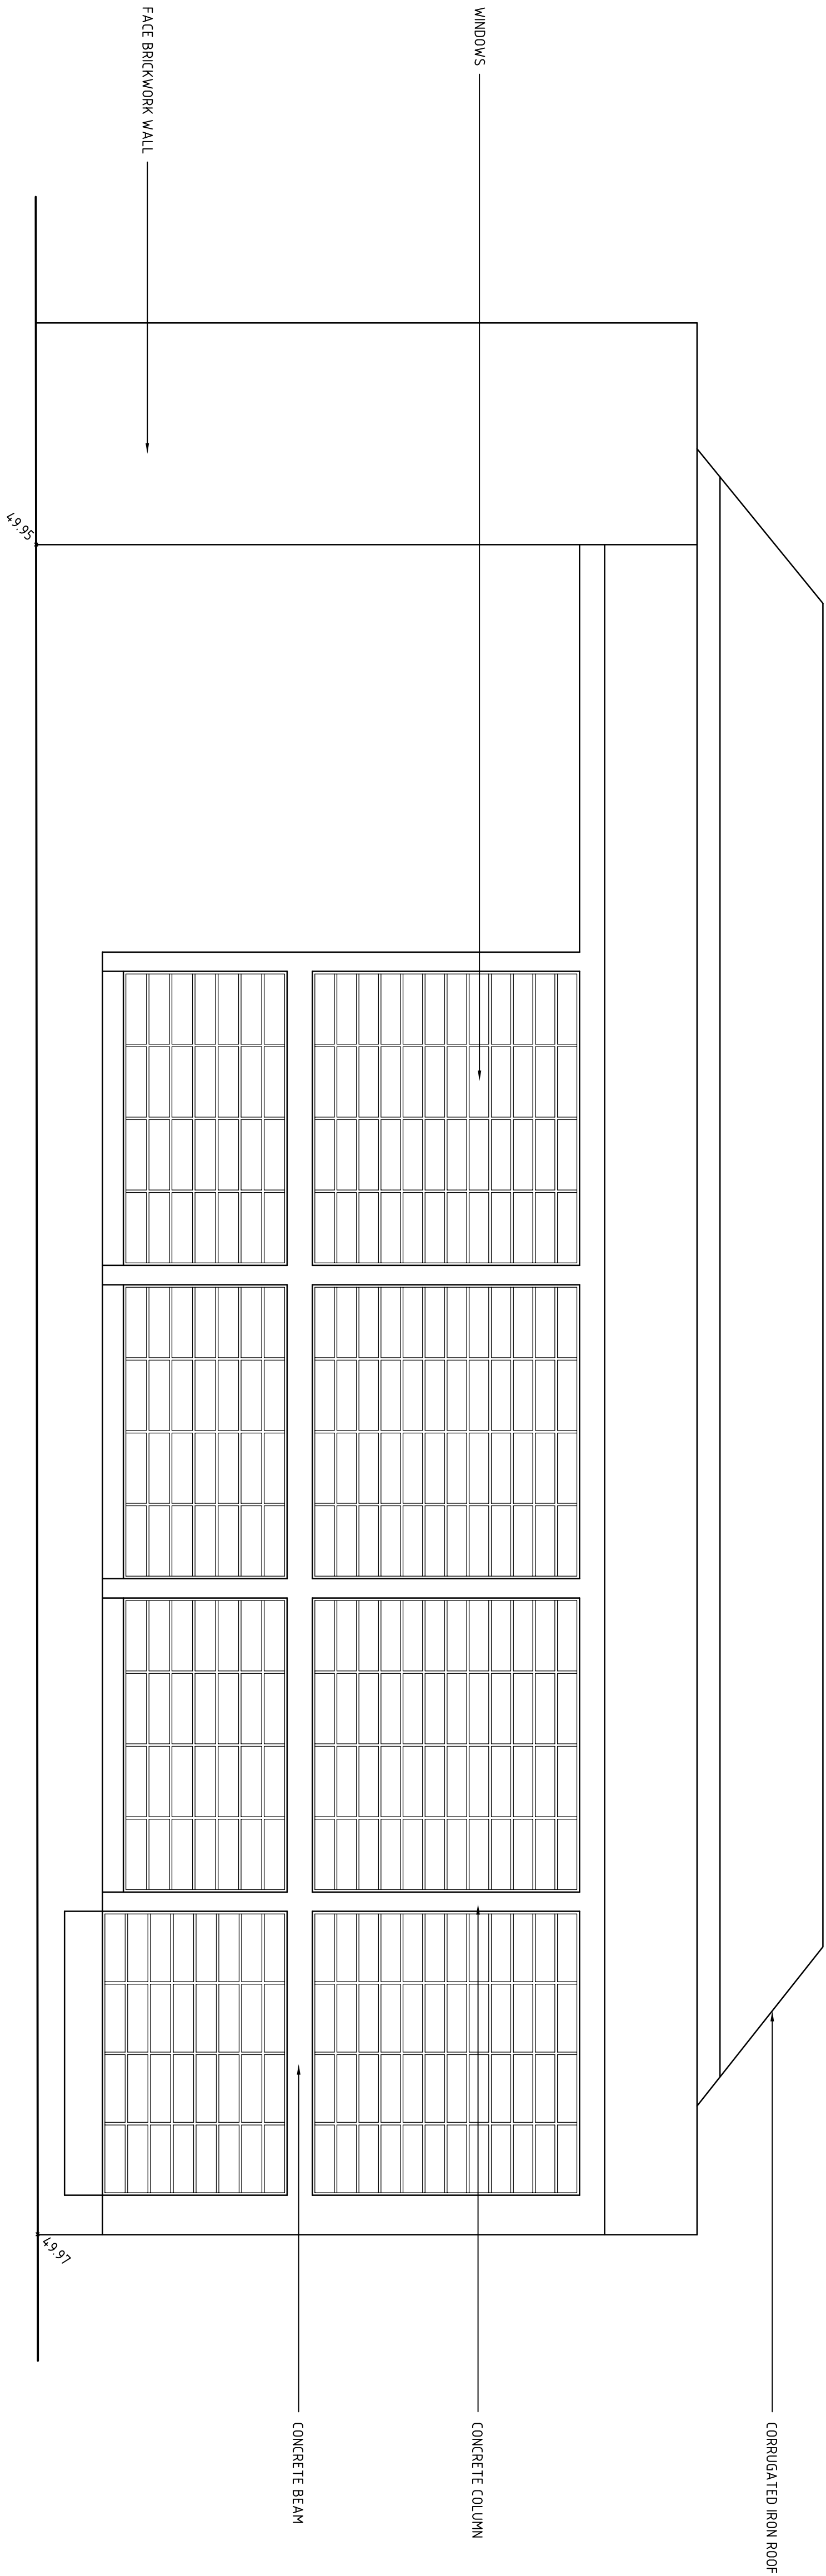 CORRUGATED IRON ROOF
WINDOWS
CONCRETE COLUMN
CONCRETE BEAM
FACE BRICKWORK WALL
49.95
49.97